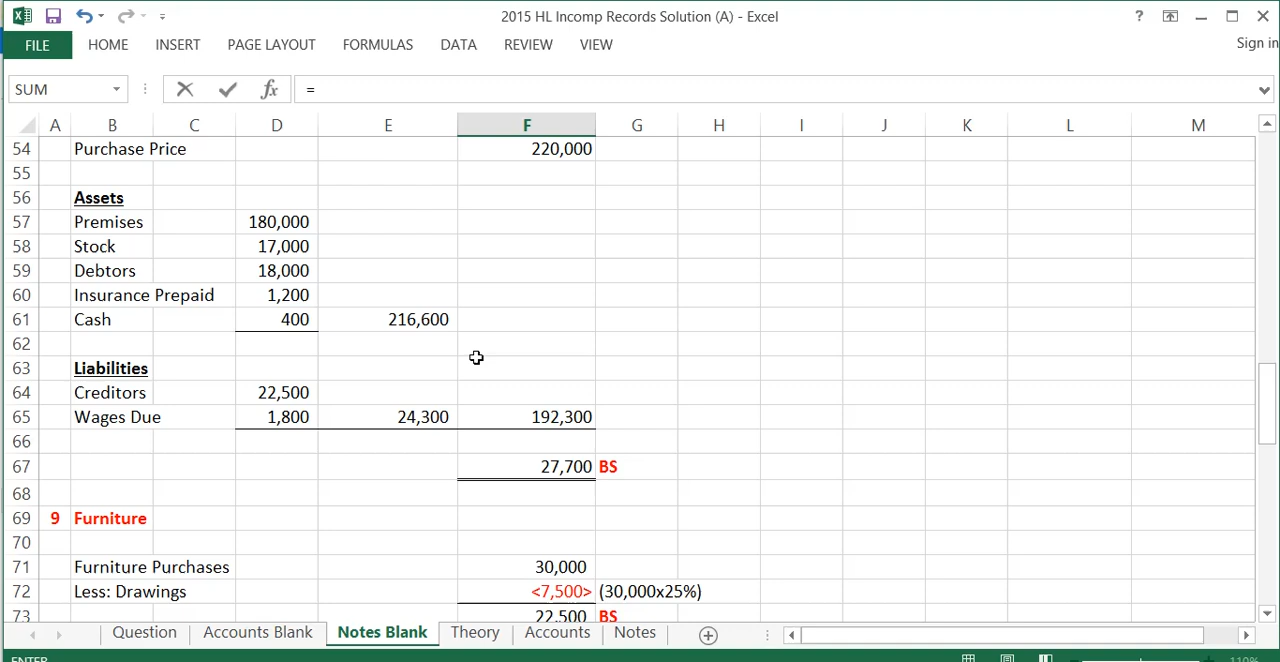 2015 HL Incomp Records Solution (A) - Excel
?
FILE HOME INSERT PAGE LAYOUT FORMULAS DATA REVIEW VIEW Sign in
SUM fx =
A B C D E F G H I J K L M
54 Purchase Price 220,000
55
56 Assets
57 Premises 180,000
58 Stock 17,000
59 Debtors 18,000
60 Insurance Prepaid 1,200
61 Cash 400 216,600
62
63 Liabilities
64 Creditors 22,500
65 Wages Due 1,800 24,300 192,300
66
67 27,700 BS
68
69 9 Furniture
70
71 Furniture Purchases 30,000
72 Less: Drawings <7,500> (30,000x25%)
73 22,500 BS
Question Accounts Blank Notes Blank Theory Accounts Notes
ENTER 110%